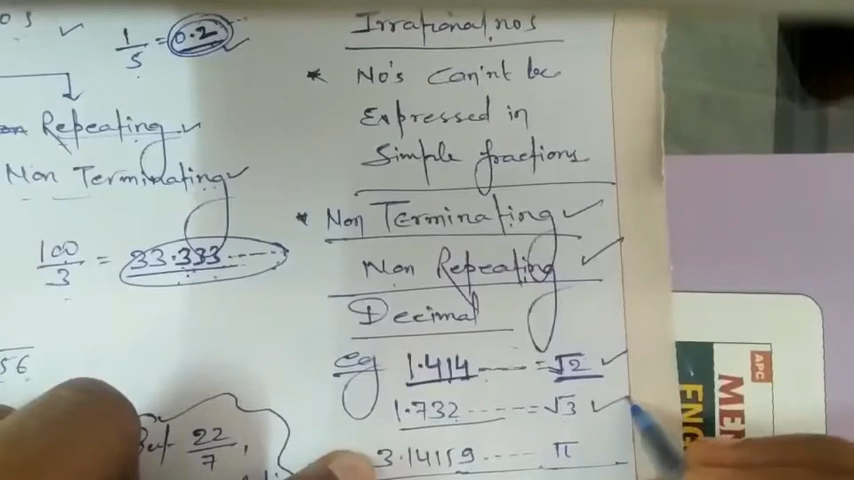 1/5 = 0.2
Repeating
Non Terminating
100/3 = 33.333-----
56
But 22/7,
Irrational nos
* No's Can'nt be
Expressed in
Simple fractions
* Non Terminating
Non Repeating
Decimal
eg 1.414---- = √2
1.732----- = √3
3.14159.... π
APC